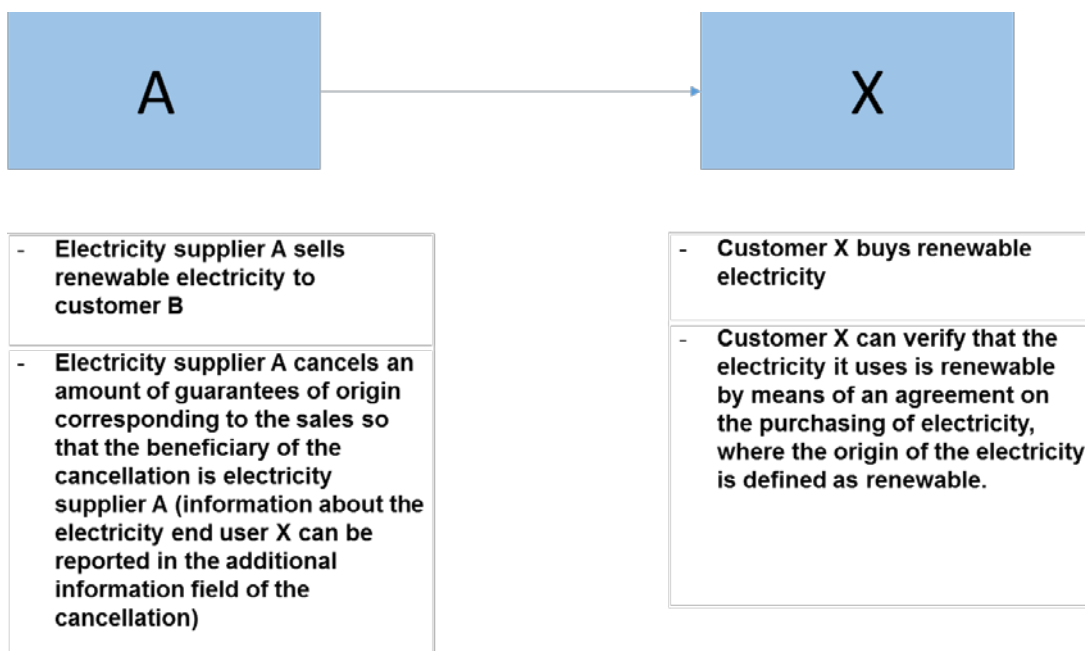 A
X
- Electricity supplier A sells
renewable electricity to
customer B
- Electricity supplier A cancels an
amount of guarantees of origin
corresponding to the sales so
that the beneficiary of the
cancellation is electricity
supplier A (information about the
electricity end user X can be
reported in the additional
information field of the
cancellation)
- Customer X buys renewable
electricity
- Customer X can verify that the
electricity it uses is renewable
by means of an agreement on
the purchasing of electricity,
where the origin of the electricity
is defined as renewable.